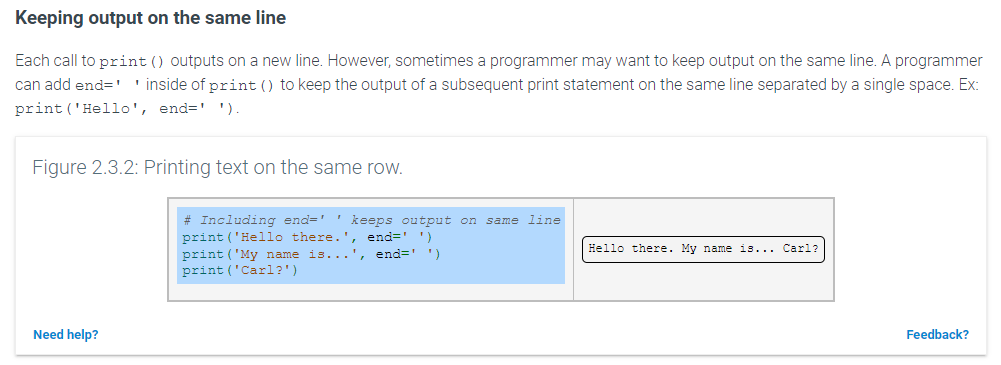 Keeping output on the same line
Each call to print() outputs on a new line. However, sometimes a programmer may want to keep output on the same line. A programmer
can add end=' ' inside of print() to keep the output of a subsequent print statement on the same line separated by a single space. Ex:
print('Hello', end=' ').
Figure 2.3.2: Printing text on the same row.
# Including end=' ' keeps output on same line
print('Hello there.', end=' ')
print('My name is...', end=' ')
print('Carl?')
Hello there. My name is... Carl?
Need help?
Feedback?